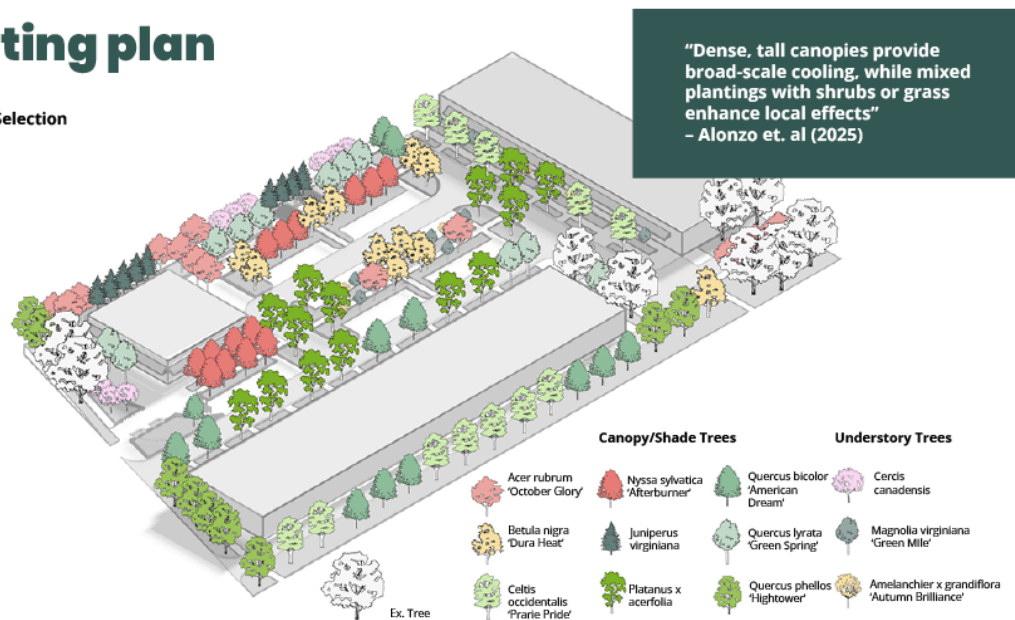 ting plan
Selection
“Dense, tall canopies provide
broad-scale cooling, while mixed
plantings with shrubs or grass
enhance local effects”
– Alonzo et. al (2025)
Canopy/Shade Trees
Understory Trees
Acer rubrum
‘October Glory’
Nyssa sylvatica
‘Afterburner’
Quercus bicolor
‘American
Dream’
Cercis
canadensis
Betula nigra
‘Dura Heat’
Juniperus
virginiana
Quercus lyrata
‘Green Spring’
Magnolia virginiana
‘Green Mile’
Celtis
occidentalis
‘Prarie Pride’
Platanus x
acerfolia
Quercus phellos
‘Hightower’
Amelanchier x grandiflora
‘Autumn Brilliance’
Ex. Tree